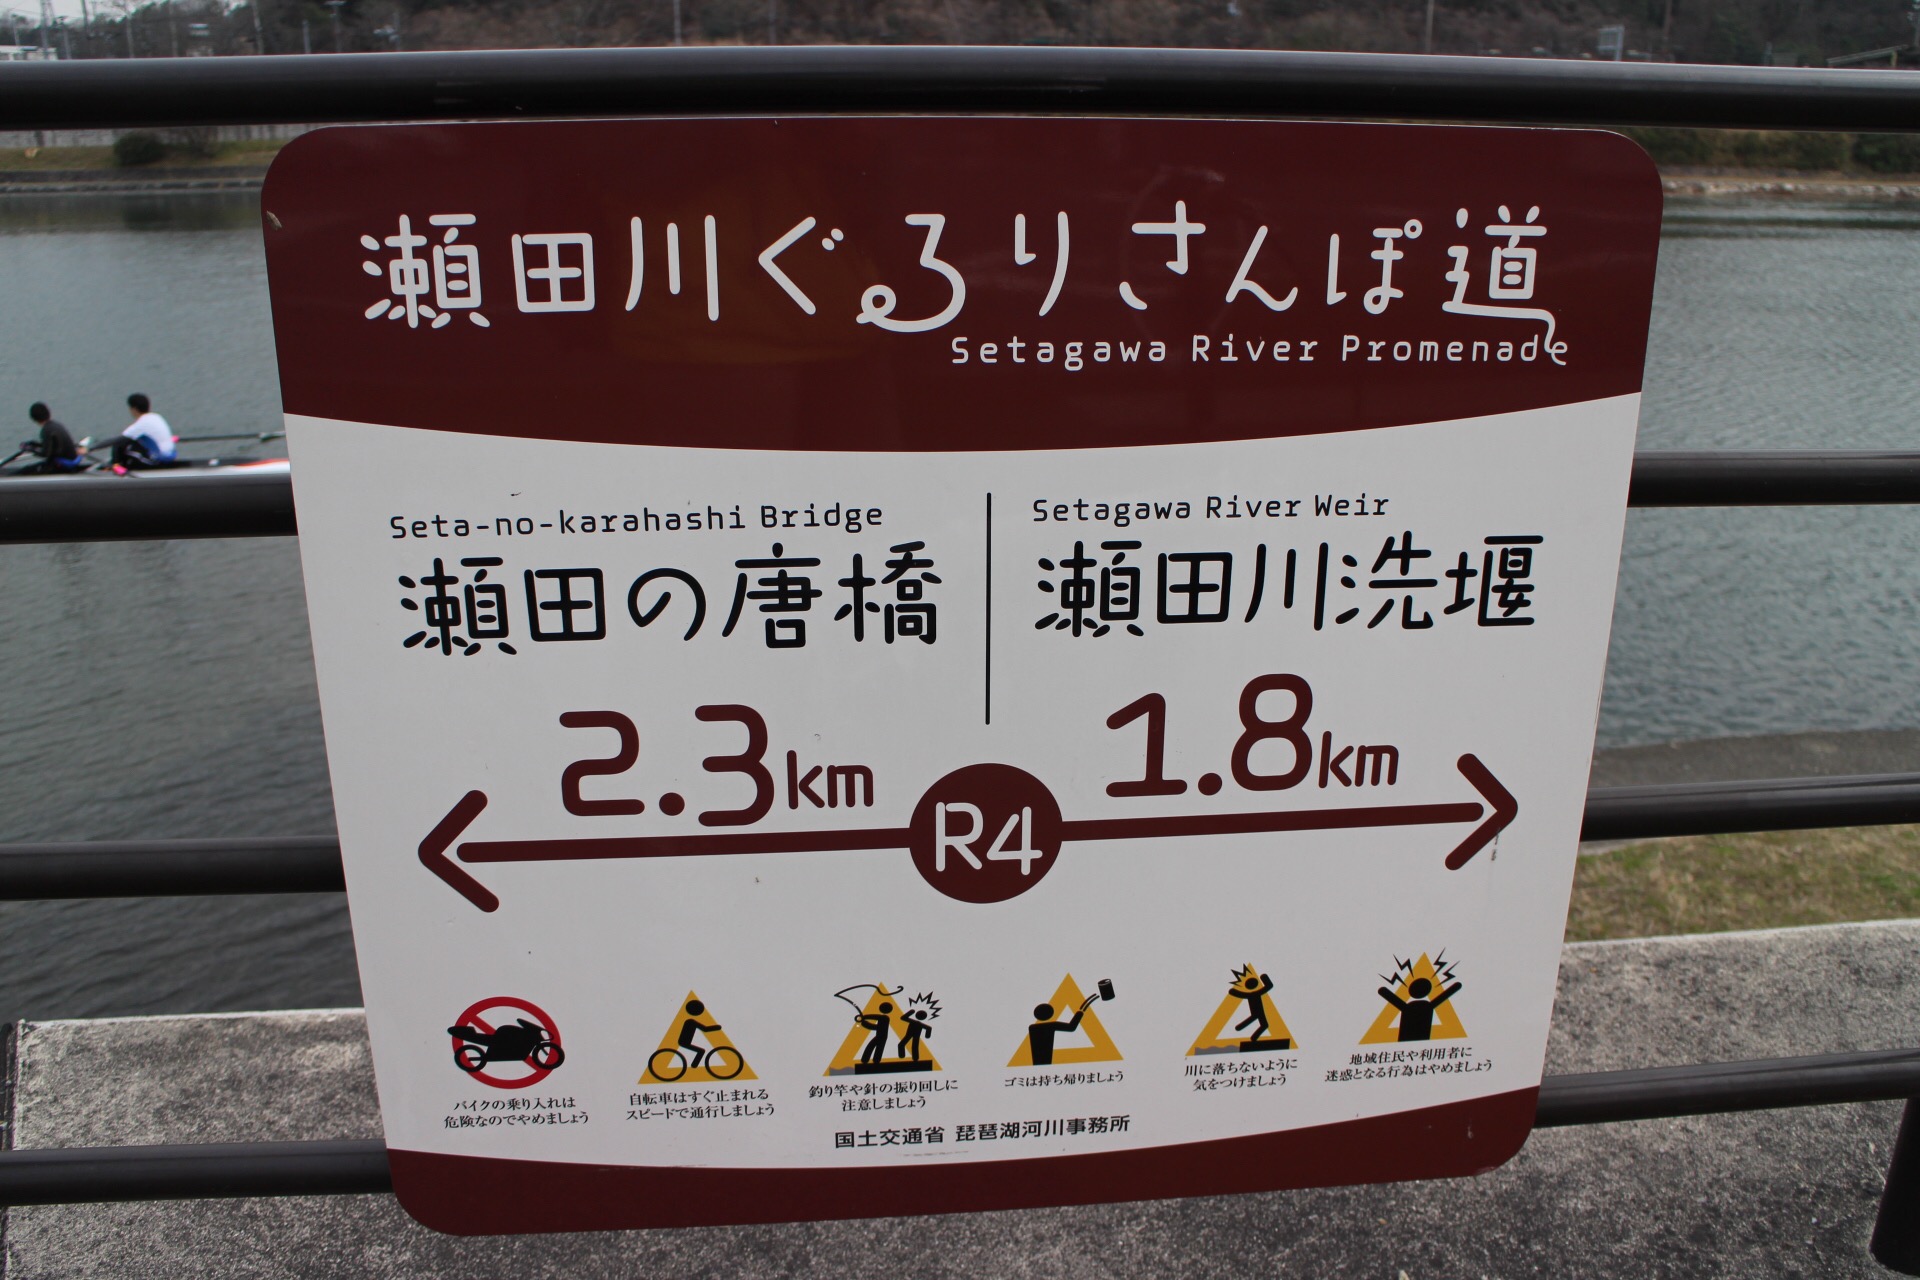 瀬田川ぐるりさんぽ道
Setagawa River Promenade
Seta-no-karahashi Bridge
瀬田の唐橋
2.3km
Setagawa River Weir
瀬田川洗堰
1.8km
R4
バイクの乗り入れは
危険なのでやめましょう
自転車はすぐ止まれる
スピードで通行しましょう
釣り竿や針の振り回しに
注意しましょう
ゴミは持ち帰りましょう
川に落ちないように
気をつけましょう
地域住民や利用者に
迷惑となる行為はやめましょう
国土交通省 琵琶湖河川事務所